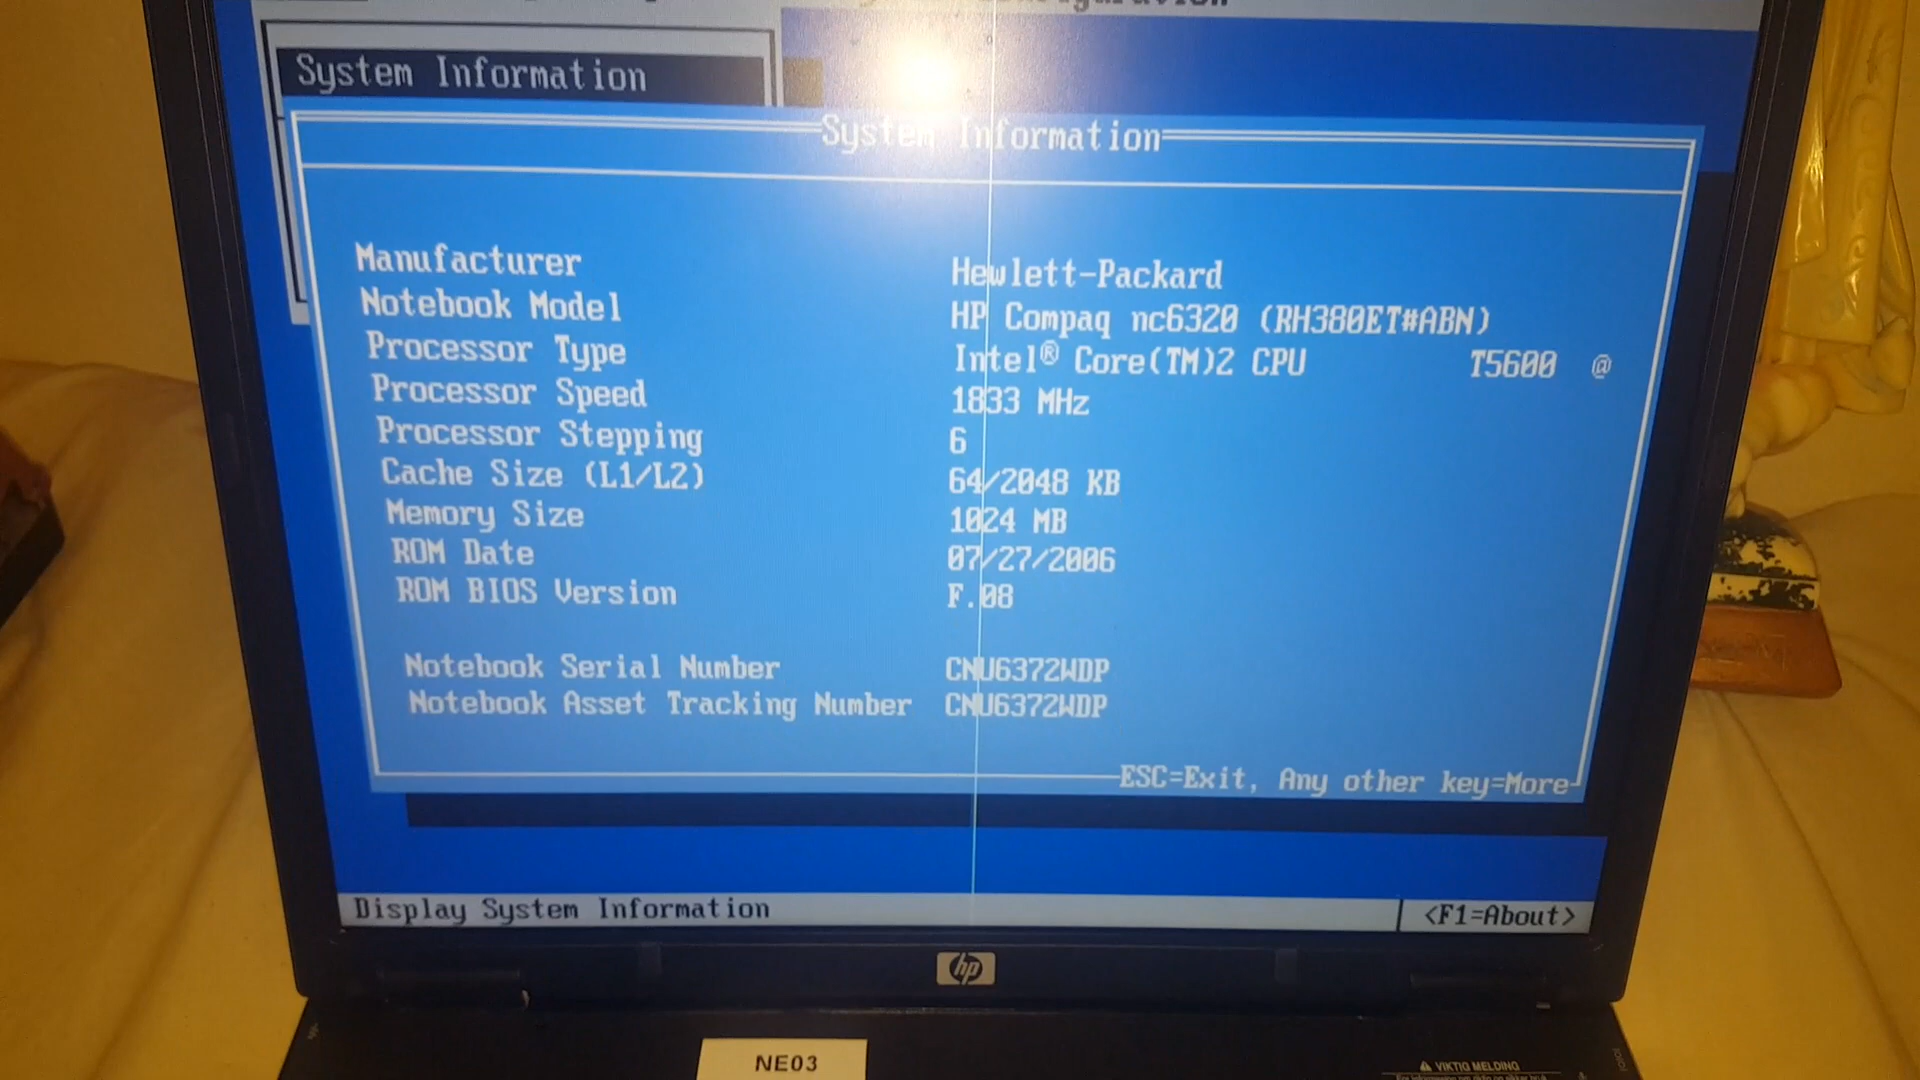 System Information
System Information
Manufacturer Hewlett-Packard
Notebook Model HP Compaq nc6320 (RH380ET#ABN)
Processor Type Intel® Core(TM)2 CPU T5600 @
Processor Speed 1833 MHz
Processor Stepping 6
Cache Size (L1/L2) 64/2048 KB
Memory Size 1024 MB
ROM Date 07/27/2006
ROM BIOS Version F.08
Notebook Serial Number CNU6372WDP
Notebook Asset Tracking Number CNU6372WDP
ESC=Exit, Any other key=More
Display System Information <F1=About>
hp
NE03
VIKTIG MELDING